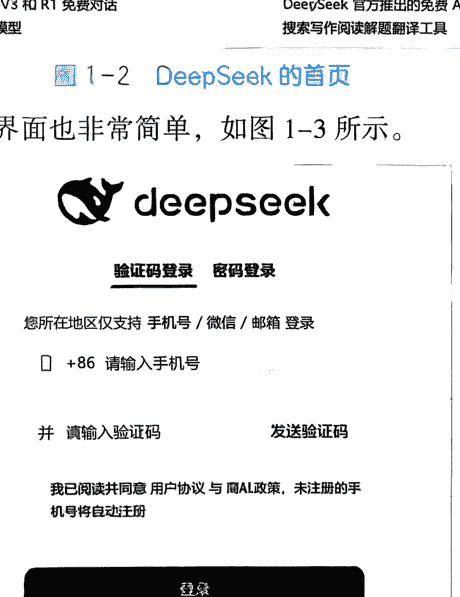 V3 和 R1 免费对话
模型
DeepSeek 官方推出的免费 A
搜索写作阅读解题翻译工具
图 1-2 DeepSeek 的首页
界面也非常简单，如图 1-3 所示。
deepseek
验证码登录 密码登录
您所在地区仅支持 手机号 / 微信 / 邮箱 登录
+86 请输入手机号
请输入验证码 发送验证码
我已阅读并同意 用户协议 与 政策，未注册的手
机号将自动注册
登录